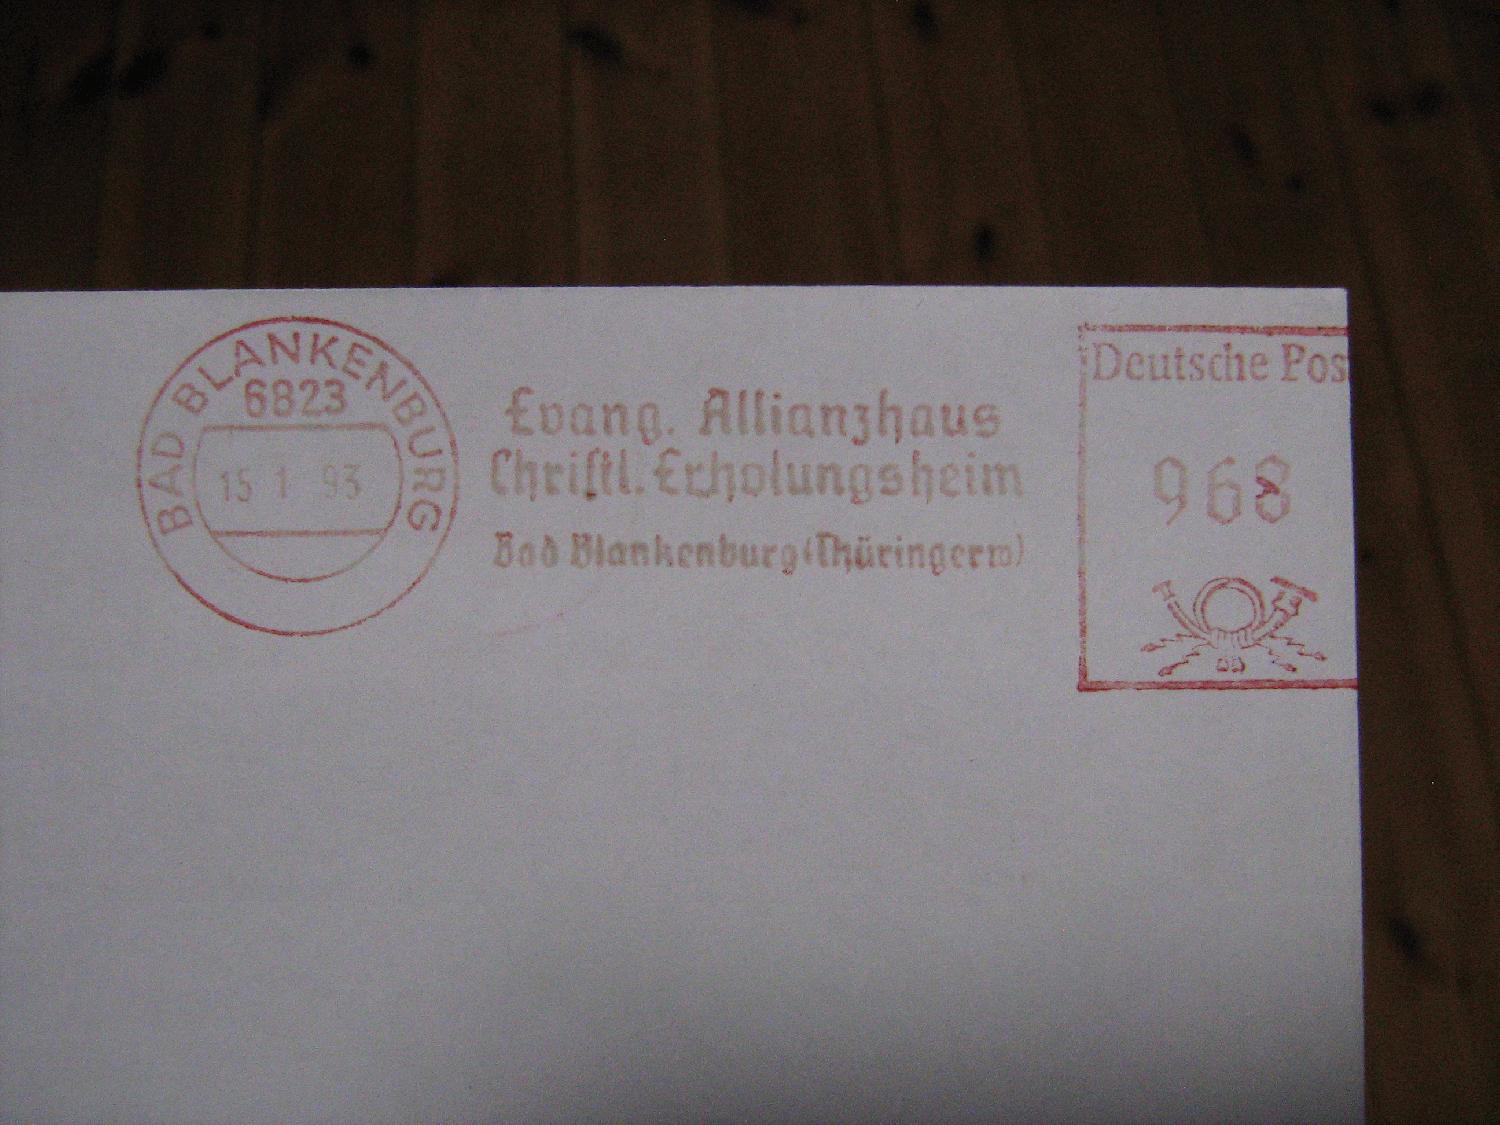 BAD BLANKENBURG
6823
15 1 93
Evang. Allianzhaus
Chriſtl. Erholungsheim
Bad Blankenburg (Thüringerw)
Deutsche Pos
968